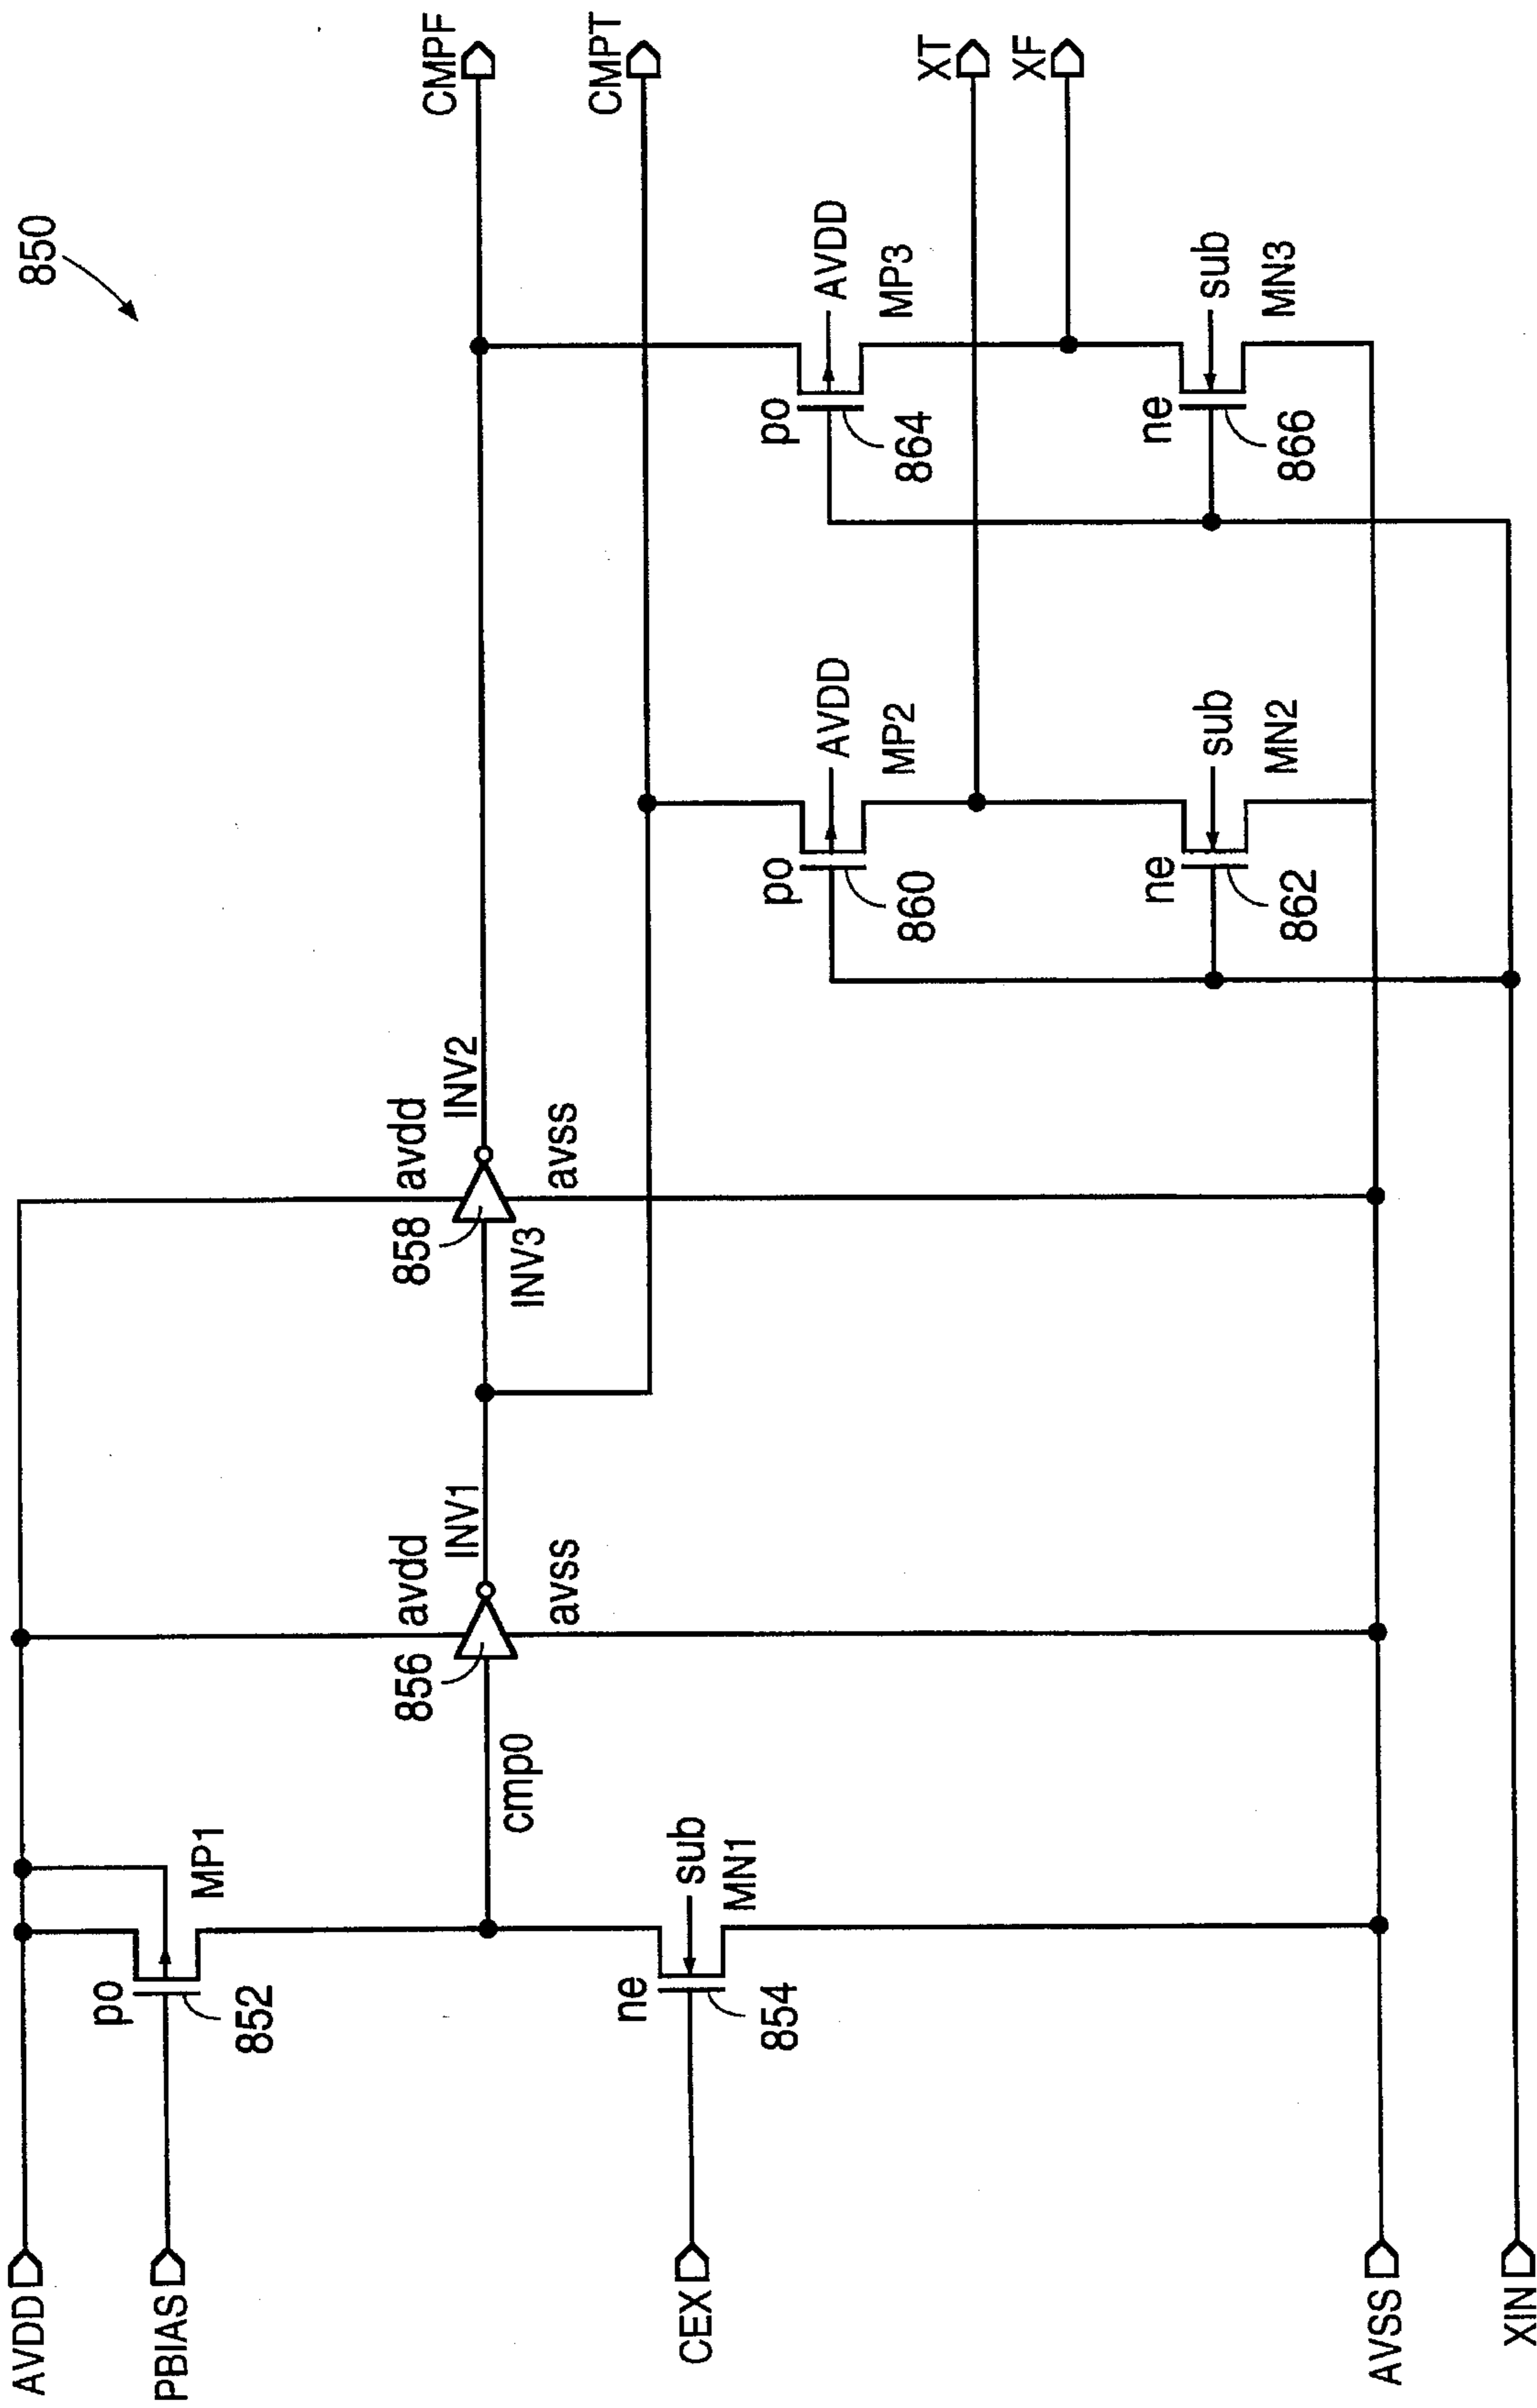 850
AVDD
PBIAS
CEX
AVSS
XIN
po
MP1
852
cmp0
ne
sub
MN1
854
avdd
INV1
856
avss
avdd
INV2
858
INV3
avss
CMPF
CMPT
XT
XF
po
AVDD
MP2
860
ne
sub
MN2
862
po
AVDD
MP3
864
ne
sub
MN3
866